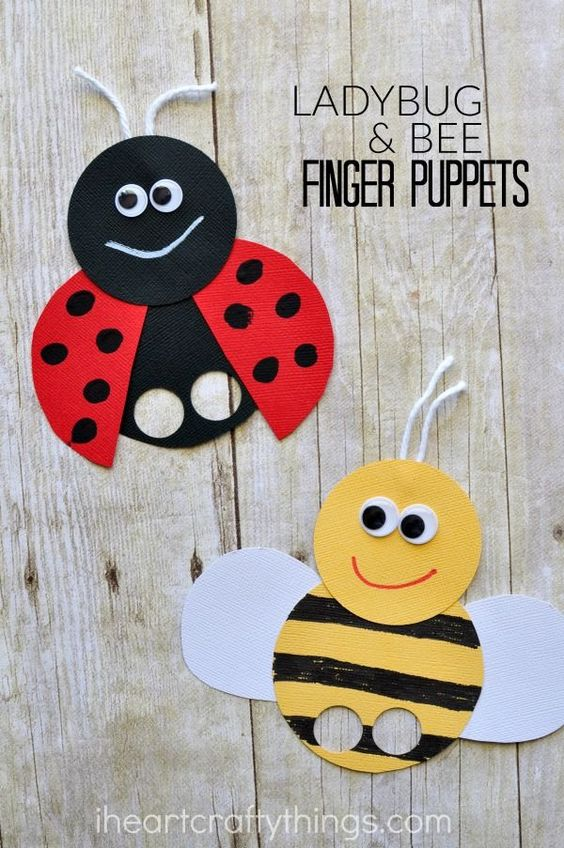 LADYBUG
& BEE
FINGER PUPPETS
iheartcraftythings.com